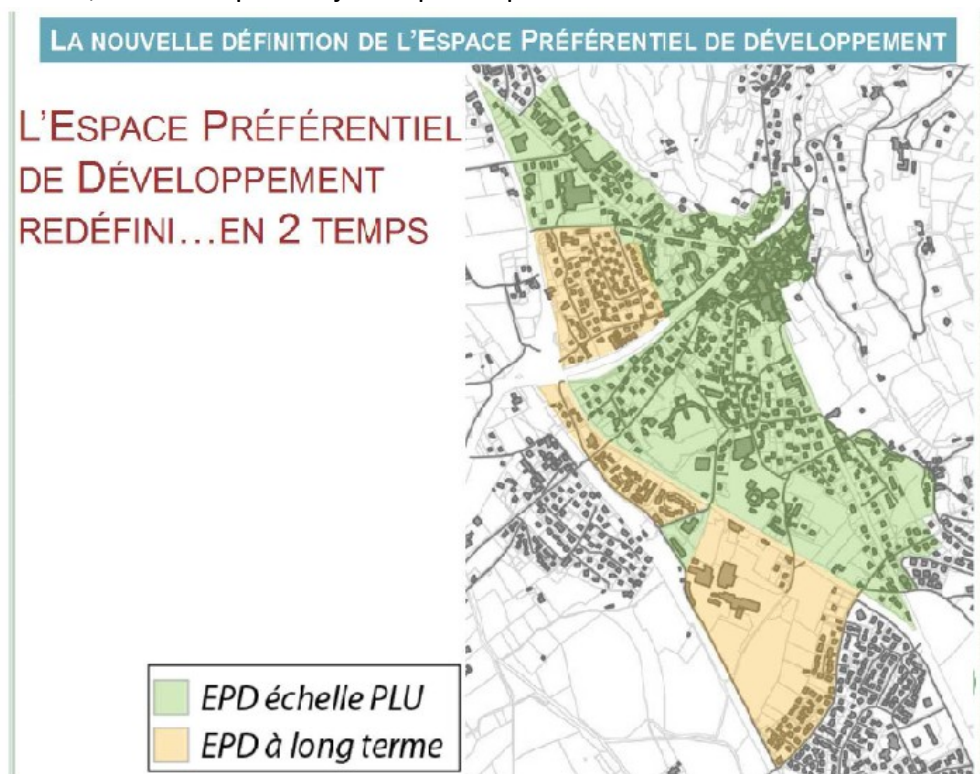 LA NOUVELLE DÉFINITION DE L'ESPACE PRÉFÉRENTIEL DE DÉVELOPPEMENT
L'ESPACE PRÉFÉRENTIEL
DE DÉVELOPPEMENT
REDÉFINI...EN 2 TEMPS
EPD échelle PLU
EPD à long terme